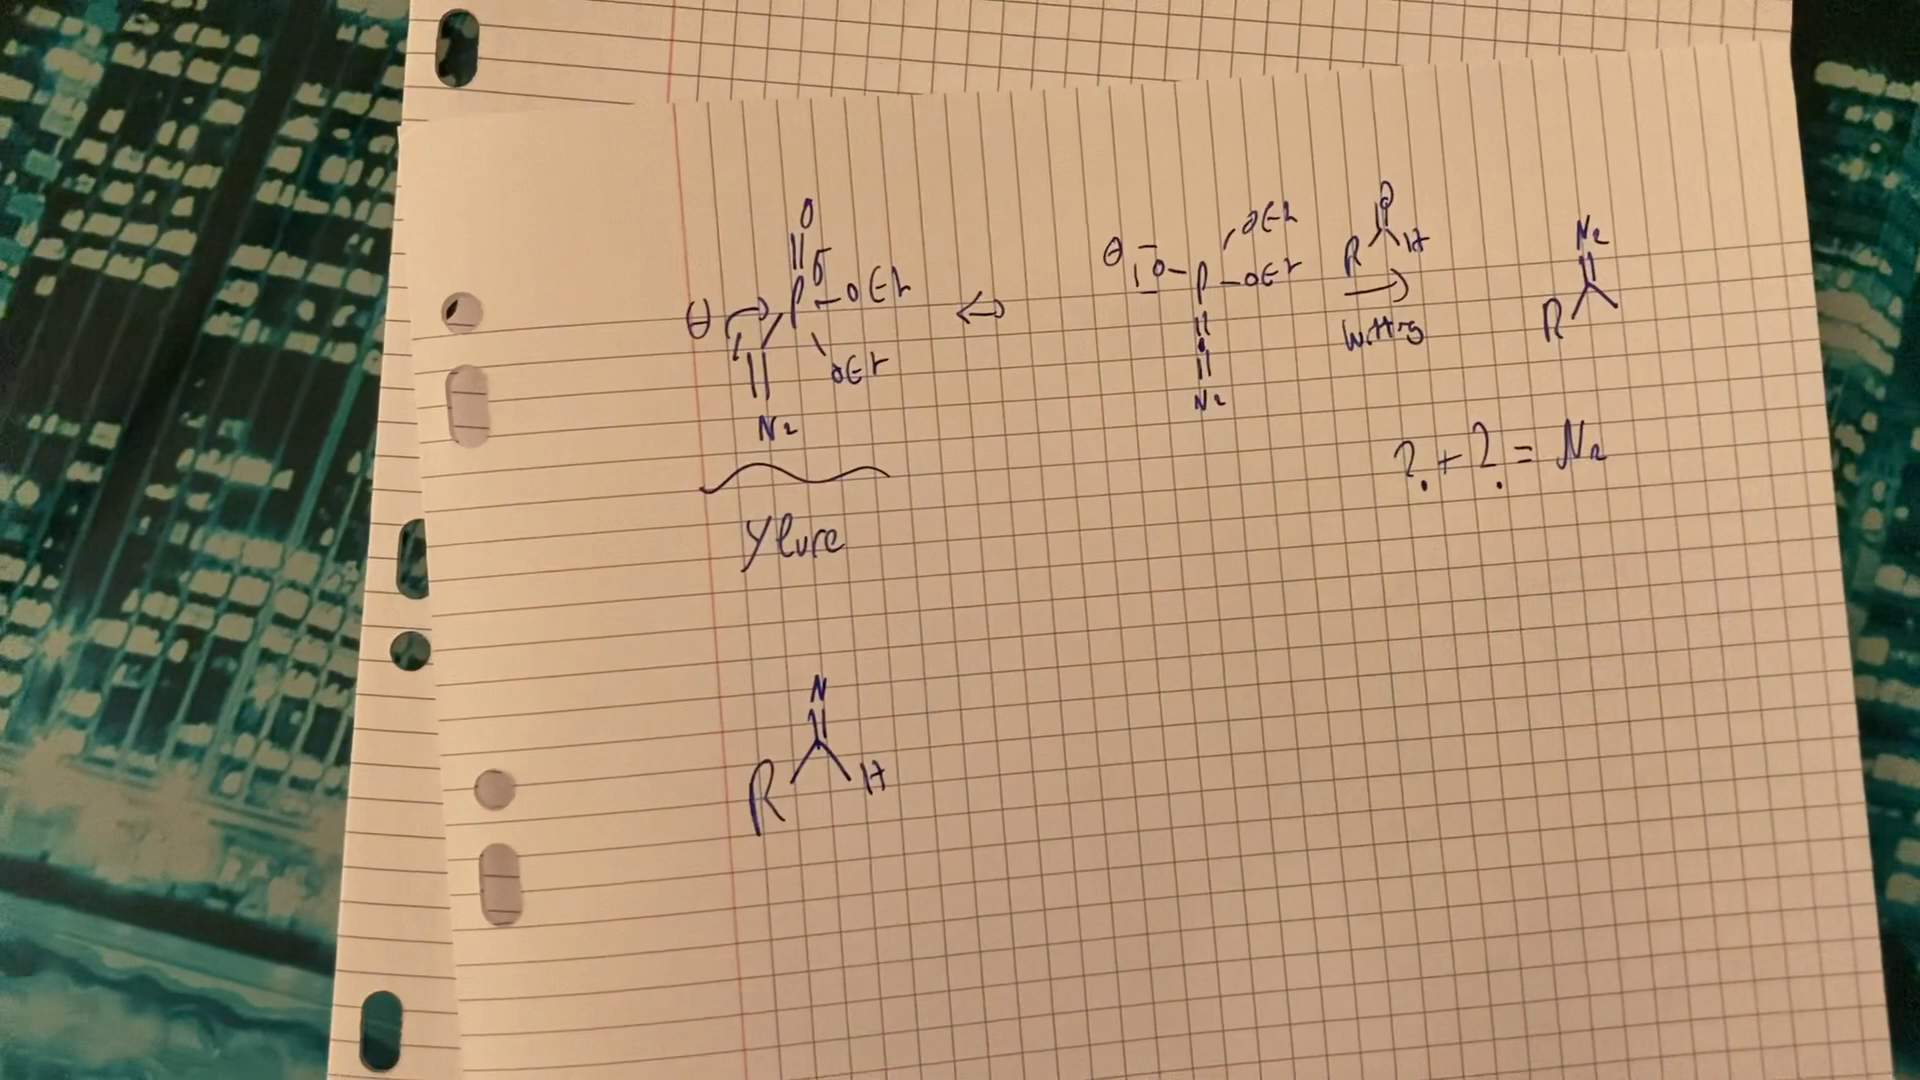 O
P
⊖
OEt
OEt
N2
Ylure
⇔
⊖ O-P-OEt
OEt
N2
O
R H
Wittig
N2
R
? + ? = N2
N
R H